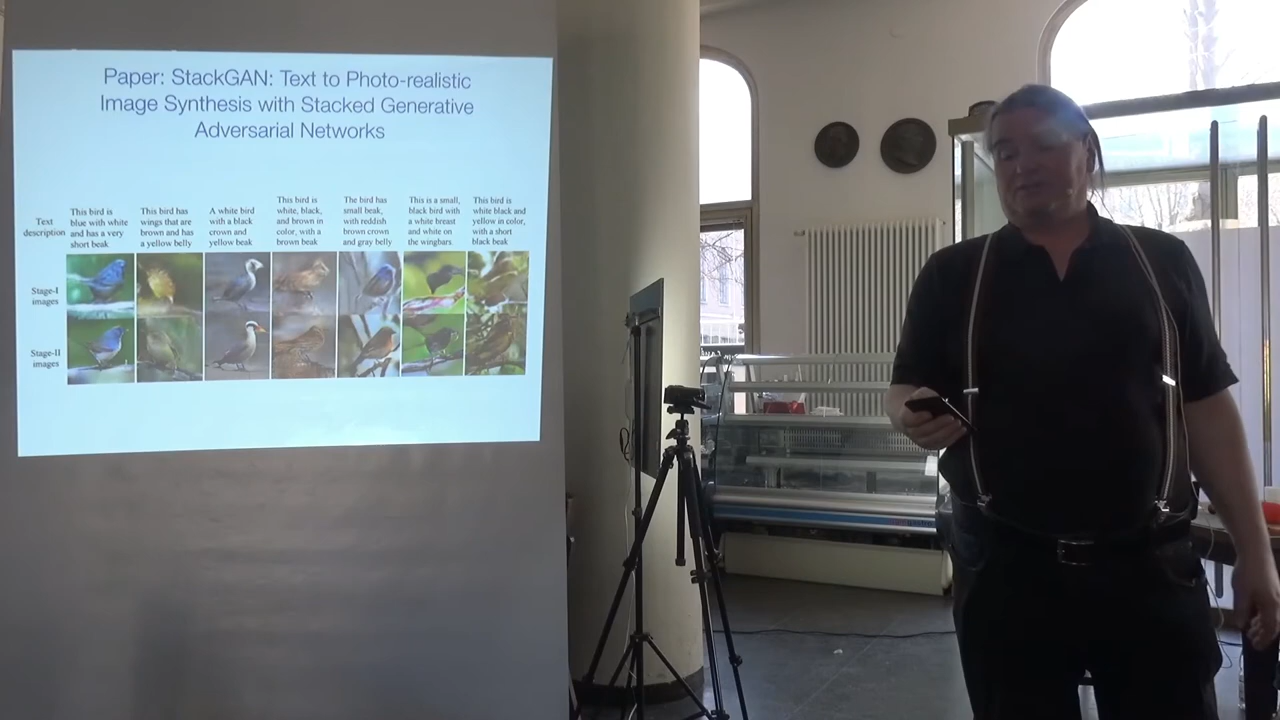 Paper: StackGAN: Text to Photo-realistic
Image Synthesis with Stacked Generative
Adversarial Networks
Text
description
This bird is
blue with white
and has a very
short beak
This bird has
wings that are
brown and has
a yellow belly
A white bird
with a black
crown and
yellow beak
This bird is
white, black,
and brown in
color, with a
brown beak
The bird has
small beak,
with reddish
brown crown
and gray belly
This is a small,
black bird with
a white breast
and white on
the wingbars.
This bird is
white black and
yellow in color,
with a short
black beak
Stage-I
images
Stage-II
images